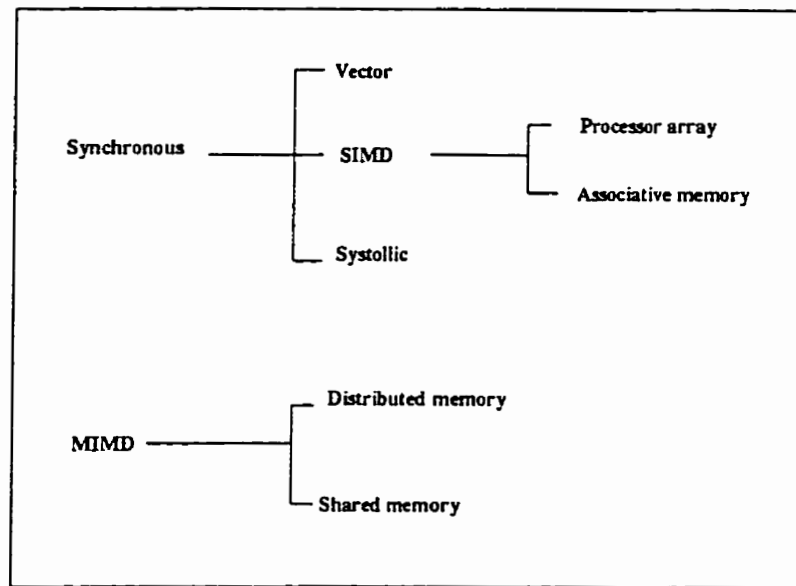 Vector
Processor array
Synchronous
SIMD
Associative memory
Systollic
Distributed memory
MIMD
Shared memory